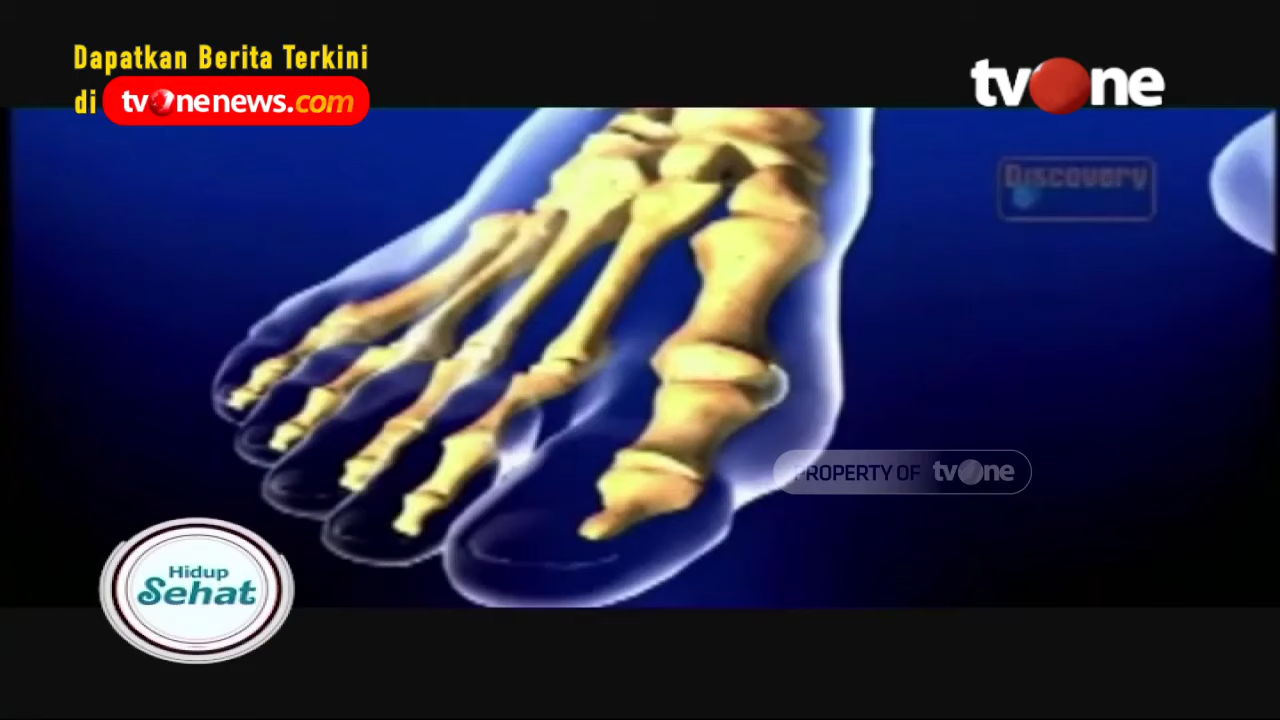 Dapatkan Berita Terkini
di tvonenews.com
tvone
Discovery
PROPERTY OF tvone
Hidup
Sehat